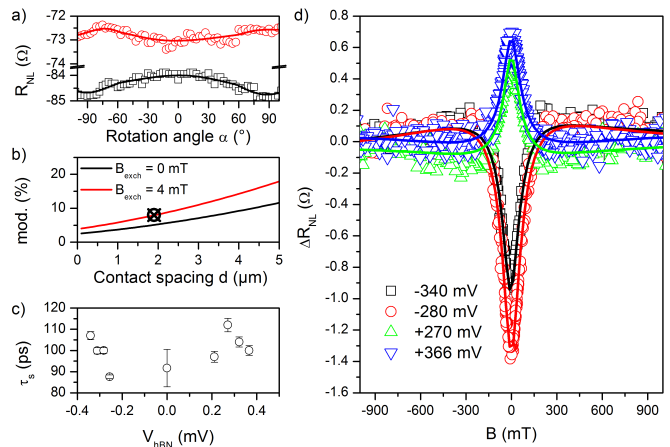 a)
-72
-73
-74
-84
-85
R_NL (Ω)
-90 -60 -30 0 30 60 90
Rotation angle α (°)
b)
B_exch = 0 mT
B_exch = 4 mT
20
10
0
mod. (%)
0 1 2 3 4 5
Contact spacing d (µm)
c)
120
110
100
90
80
τ_s (ps)
-0.4 -0.2 0.0 0.2 0.4
V_hBN (mV)
d)
0.8
0.6
0.4
0.2
0.0
-0.2
-0.4
-0.6
-0.8
-1.0
-1.2
-1.4
-1.6
ΔR_NL (Ω)
-340 mV
-280 mV
+270 mV
+366 mV
-900 -600 -300 0 300 600 900
B (mT)